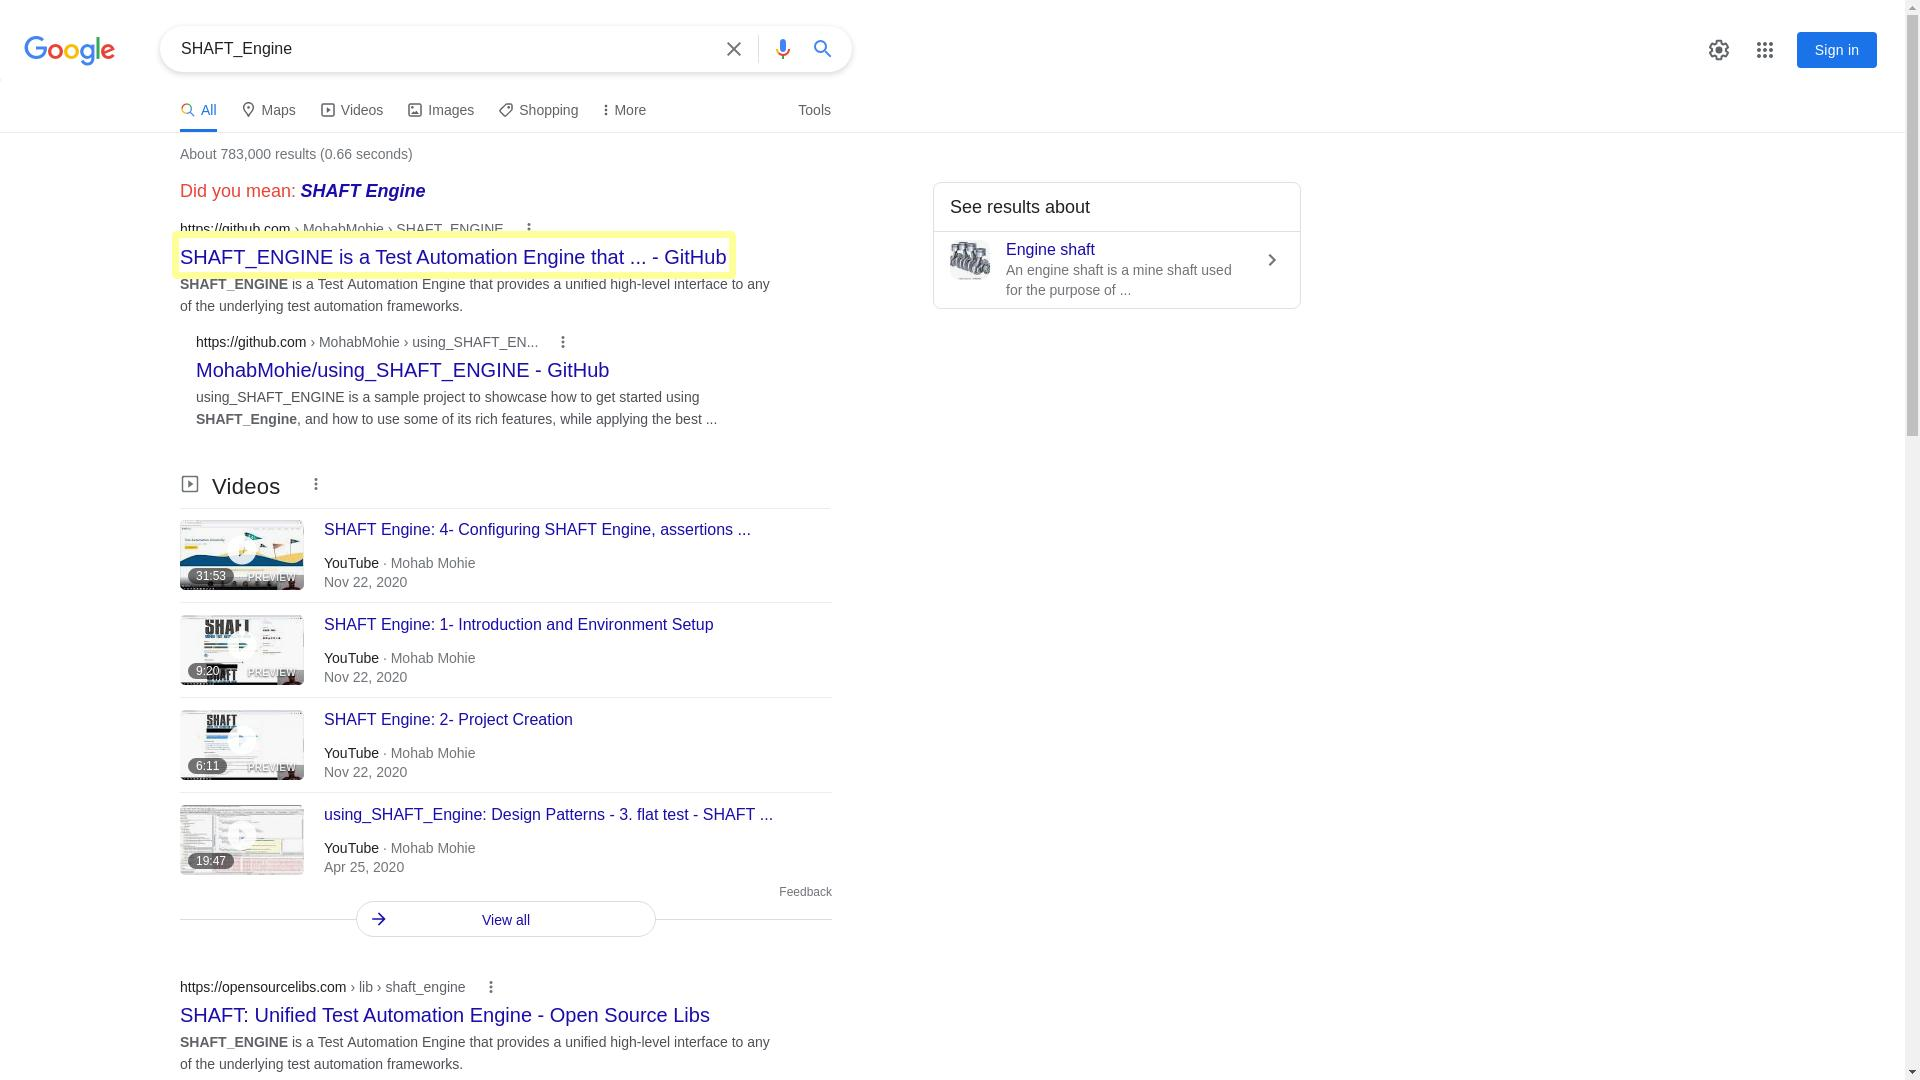 Google
SHAFT_Engine
Sign in
All
Maps
Videos
Images
Shopping
More
Tools
About 783,000 results (0.66 seconds)
Did you mean: SHAFT Engine
https://github.com › MohabMohie › SHAFT_ENGINE
SHAFT_ENGINE is a Test Automation Engine that ... - GitHub
SHAFT_ENGINE is a Test Automation Engine that provides a unified high-level interface to any
of the underlying test automation frameworks.
https://github.com › MohabMohie › using_SHAFT_EN...
MohabMohie/using_SHAFT_ENGINE - GitHub
using_SHAFT_ENGINE is a sample project to showcase how to get started using
SHAFT_Engine, and how to use some of its rich features, while applying the best ...
See results about
Engine shaft
An engine shaft is a mine shaft used
for the purpose of ...
Videos
31:53
PREVIEW
SHAFT Engine: 4- Configuring SHAFT Engine, assertions ...
YouTube · Mohab Mohie
Nov 22, 2020
SHAFT
9:20
PREVIEW
SHAFT
SHAFT Engine: 1- Introduction and Environment Setup
YouTube · Mohab Mohie
Nov 22, 2020
SHAFT
6:11
PREVIEW
SHAFT Engine: 2- Project Creation
YouTube · Mohab Mohie
Nov 22, 2020
19:47
using_SHAFT_Engine: Design Patterns - 3. flat test - SHAFT ...
YouTube · Mohab Mohie
Apr 25, 2020
Feedback
View all
https://opensourcelibs.com › lib › shaft_engine
SHAFT: Unified Test Automation Engine - Open Source Libs
SHAFT_ENGINE is a Test Automation Engine that provides a unified high-level interface to any
of the underlying test automation frameworks.